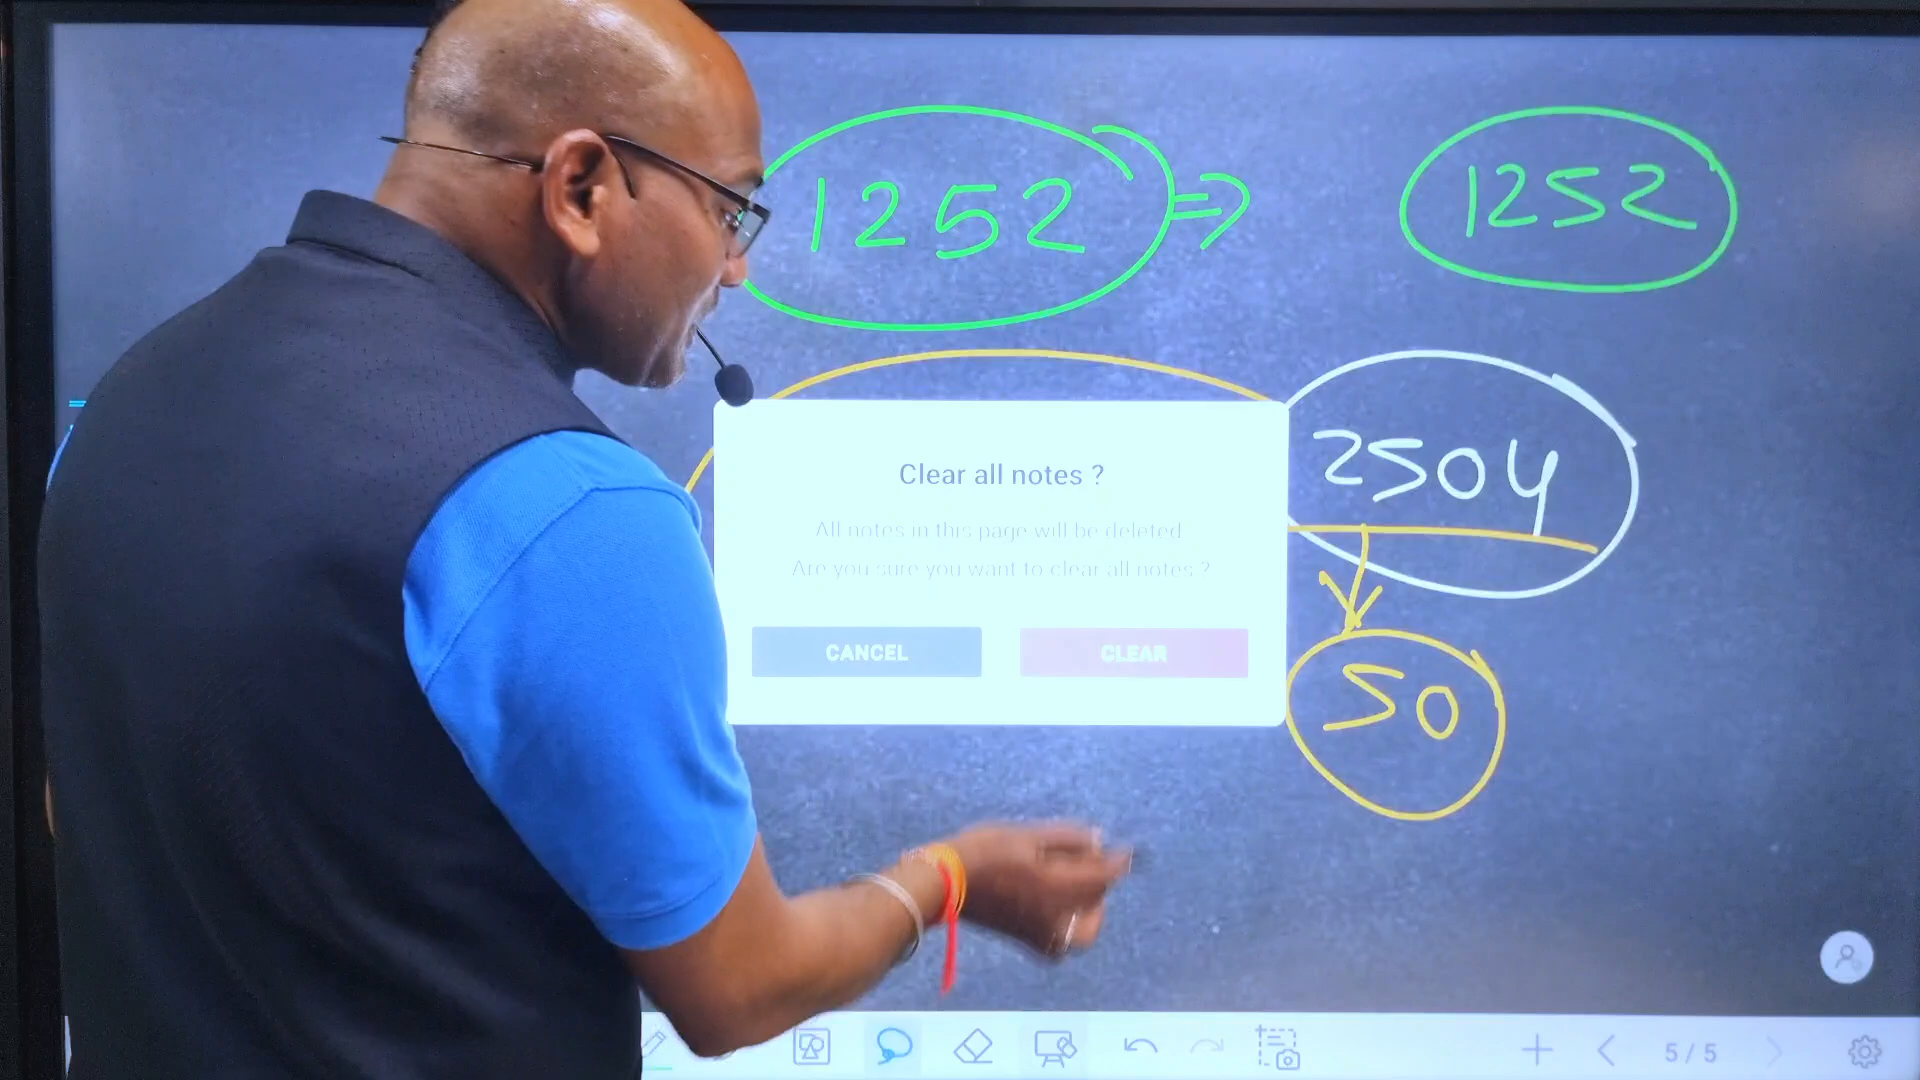 1252 ⇒ 1252
2504
50
Clear all notes ?
All notes in this page will be deleted
Are you sure you want to clear all notes ?
CANCEL CLEAR
5 / 5